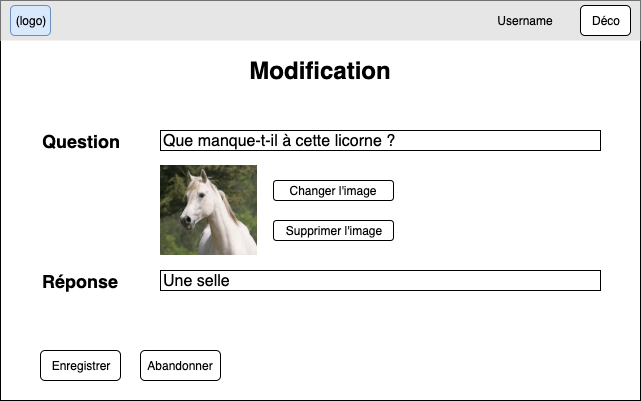 (logo)
Username
Déco
Modification
Question
Que manque-t-il à cette licorne ?
Changer l'image
Supprimer l'image
Réponse
Une selle
Enregistrer
Abandonner